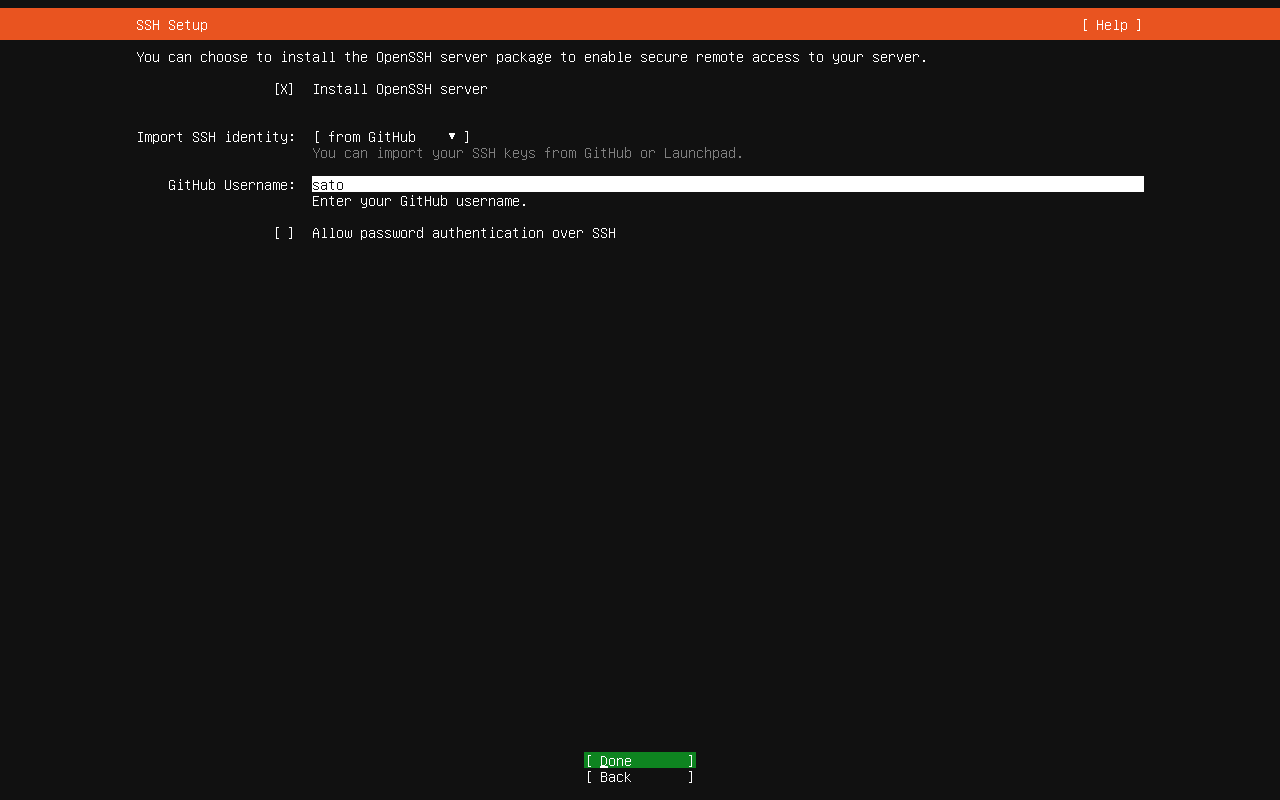 SSH Setup [ Help ]
You can choose to install the OpenSSH server package to enable secure remote access to your server.
[X] Install OpenSSH server
Import SSH identity: [ from GitHub ▾ ]
You can import your SSH keys from GitHub or Launchpad.
GitHub Username: sato
Enter your GitHub username.
[ ] Allow password authentication over SSH
[ Done ]
[ Back ]